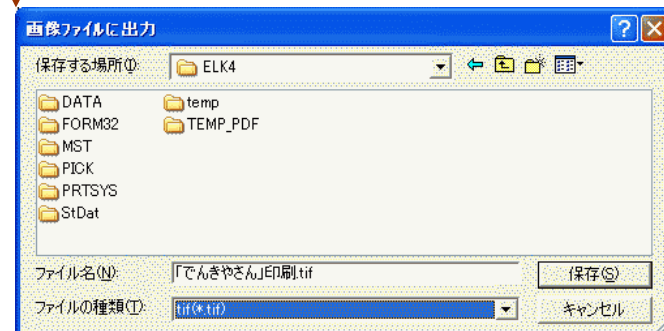 画像ファイルに出力
保存する場所(I):
ELK4
DATA
FORM32
MST
PICK
PRTSYS
StDat
temp
TEMP_PDF
ファイル名(N):
「でんきやさん」印刷.tif
保存(S)
ファイルの種類(T):
tif(*.tif)
キャンセル